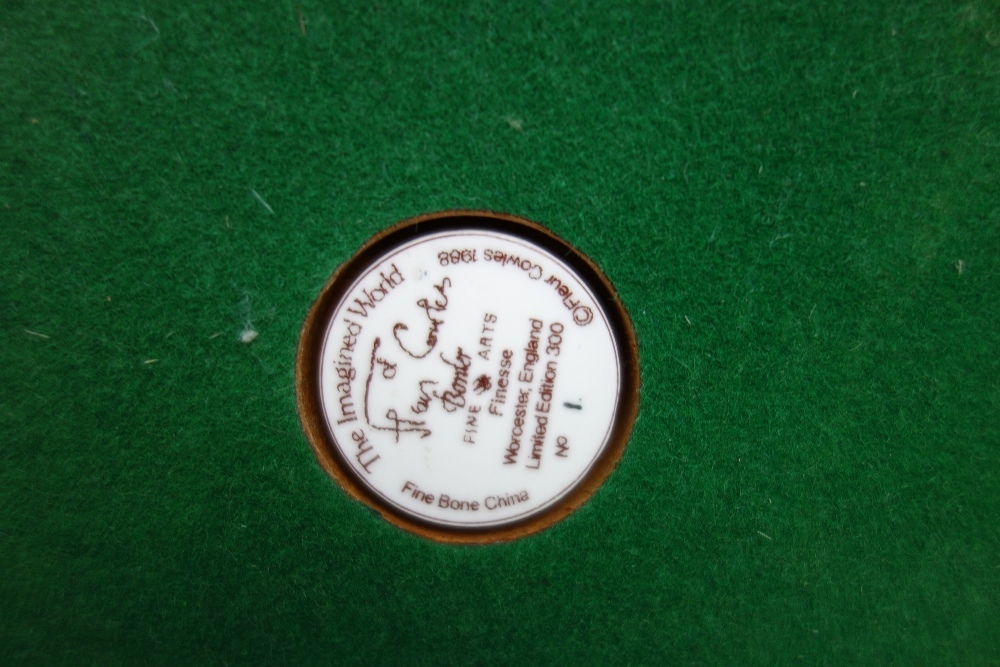 The Imagined World
of
Fleur Cowles
Boehm
FINE ARTS
Finesse
Worcester, England
Limited Edition 300
No 1.
Fine Bone China
©Fleur Cowles 1988